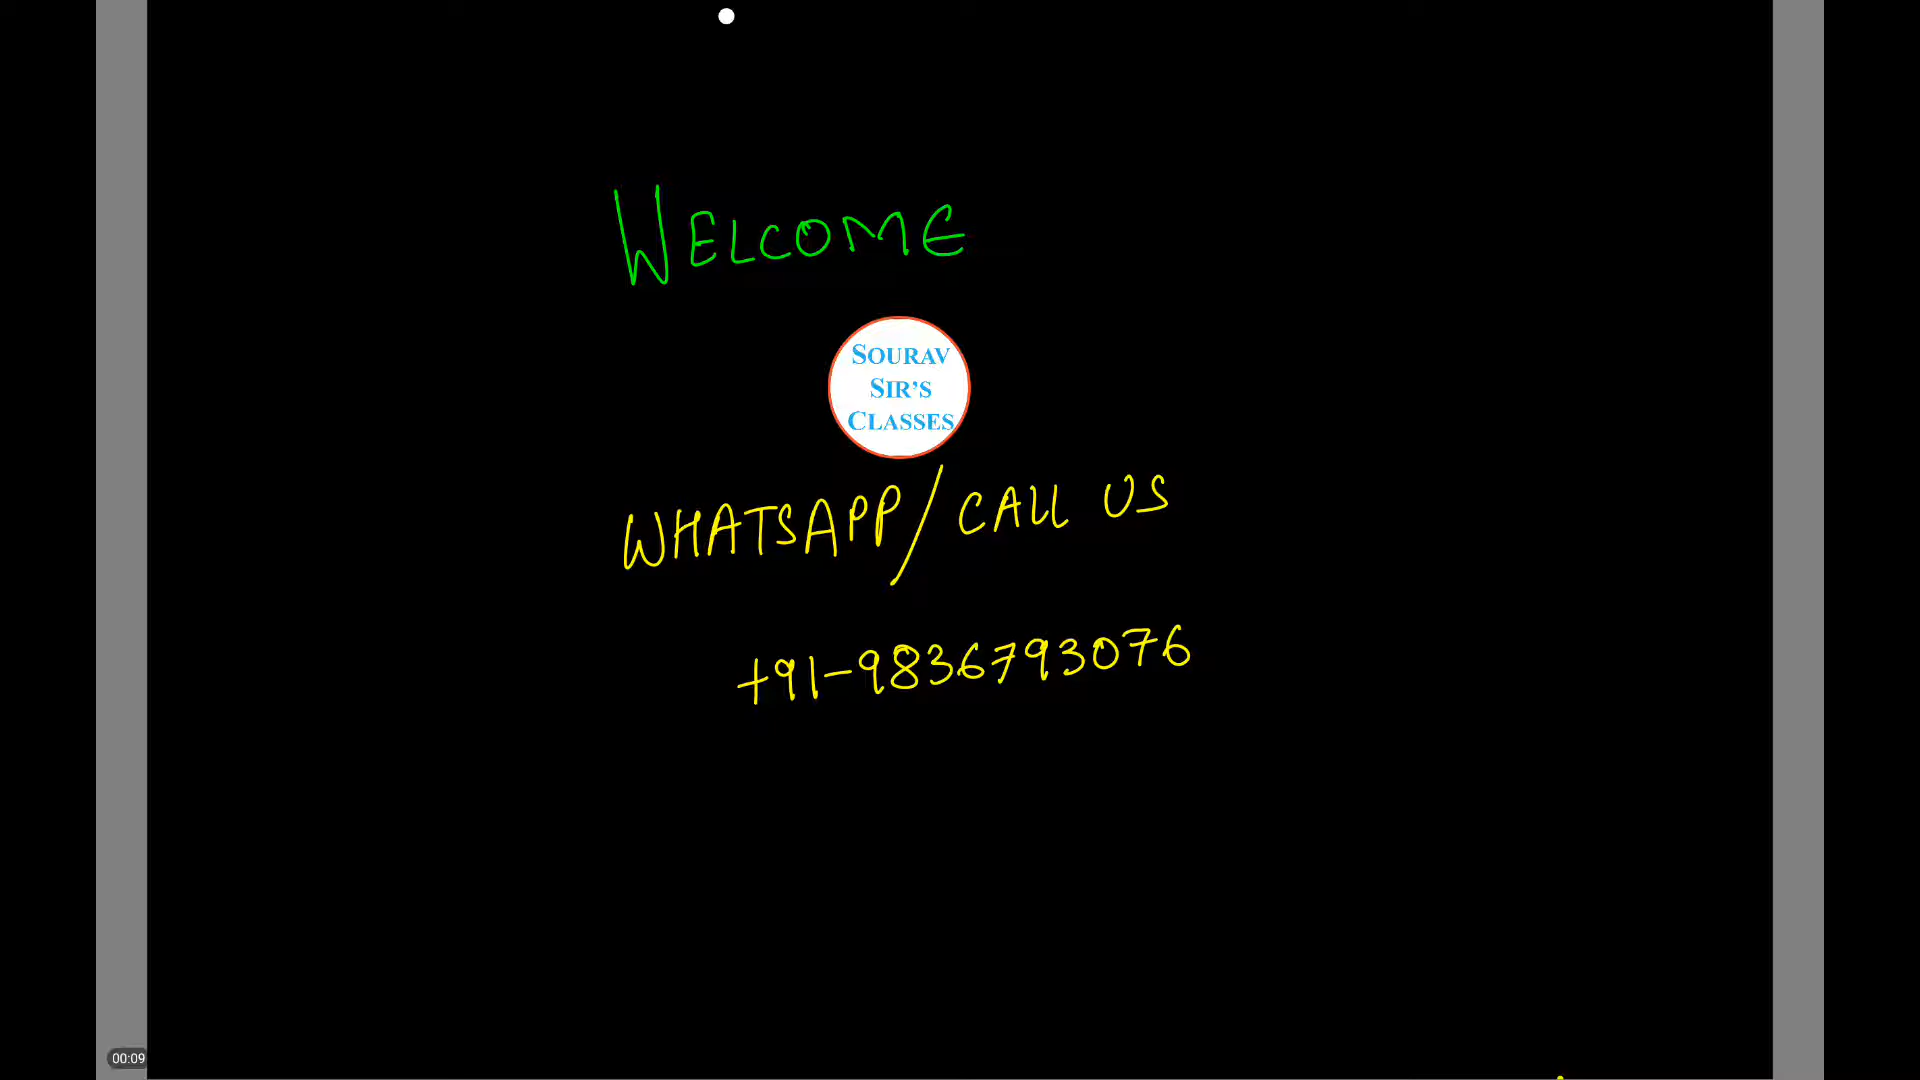 WELCOME
SOURAV
SIR'S
CLASSES
WHATSAPP/CALL US
+91-9836793076
00:09